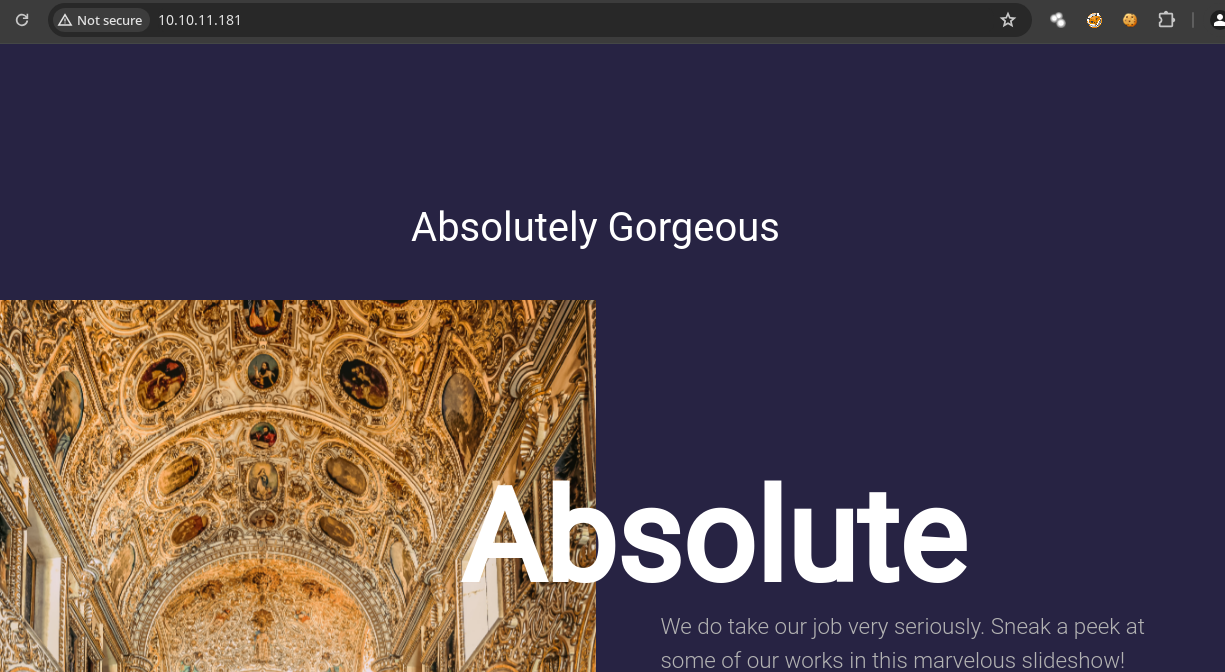 Not secure 10.10.11.181
Absolutely Gorgeous
Absolute
We do take our job very seriously. Sneak a peek at
some of our works in this marvelous slideshow!